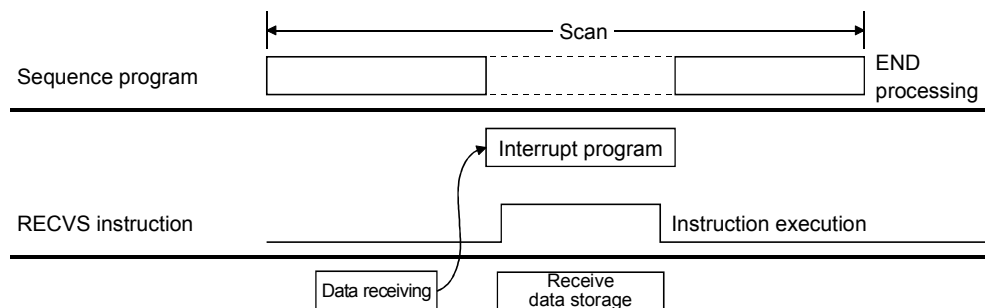 Scan
Sequence program
END
processing
Interrupt program
RECVS instruction
Instruction execution
Data receiving
Receive
data storage